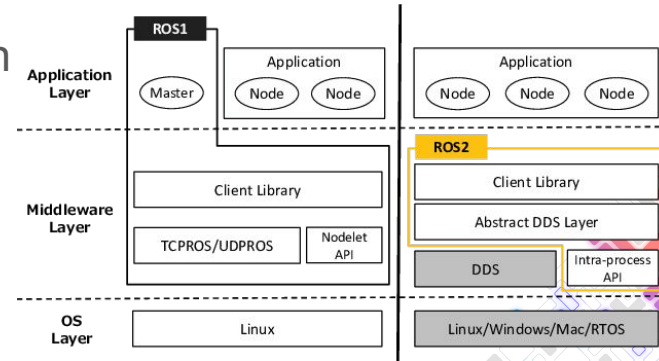 n
ROS1
Application
Layer
Master
Application
Node
Node
Application
Node
Node
Node
ROS2
Middleware
Layer
Client Library
TCPROS/UDPROS
Nodelet
API
Client Library
Abstract DDS Layer
DDS
Intra-process
API
OS
Layer
Linux
Linux/Windows/Mac/RTOS